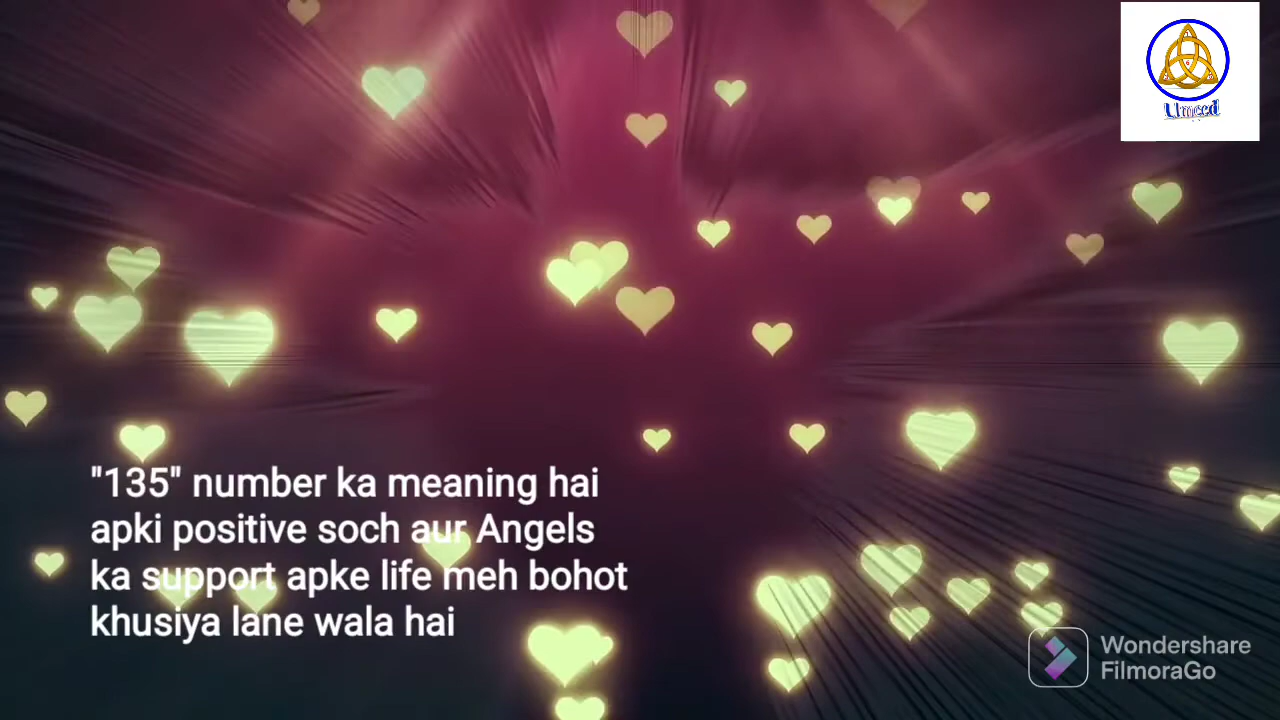 Umeed
"135" number ka meaning hai
apki positive soch aur Angels
ka support apke life meh bohot
khusiya lane wala hai
Wondershare
FilmoraGo